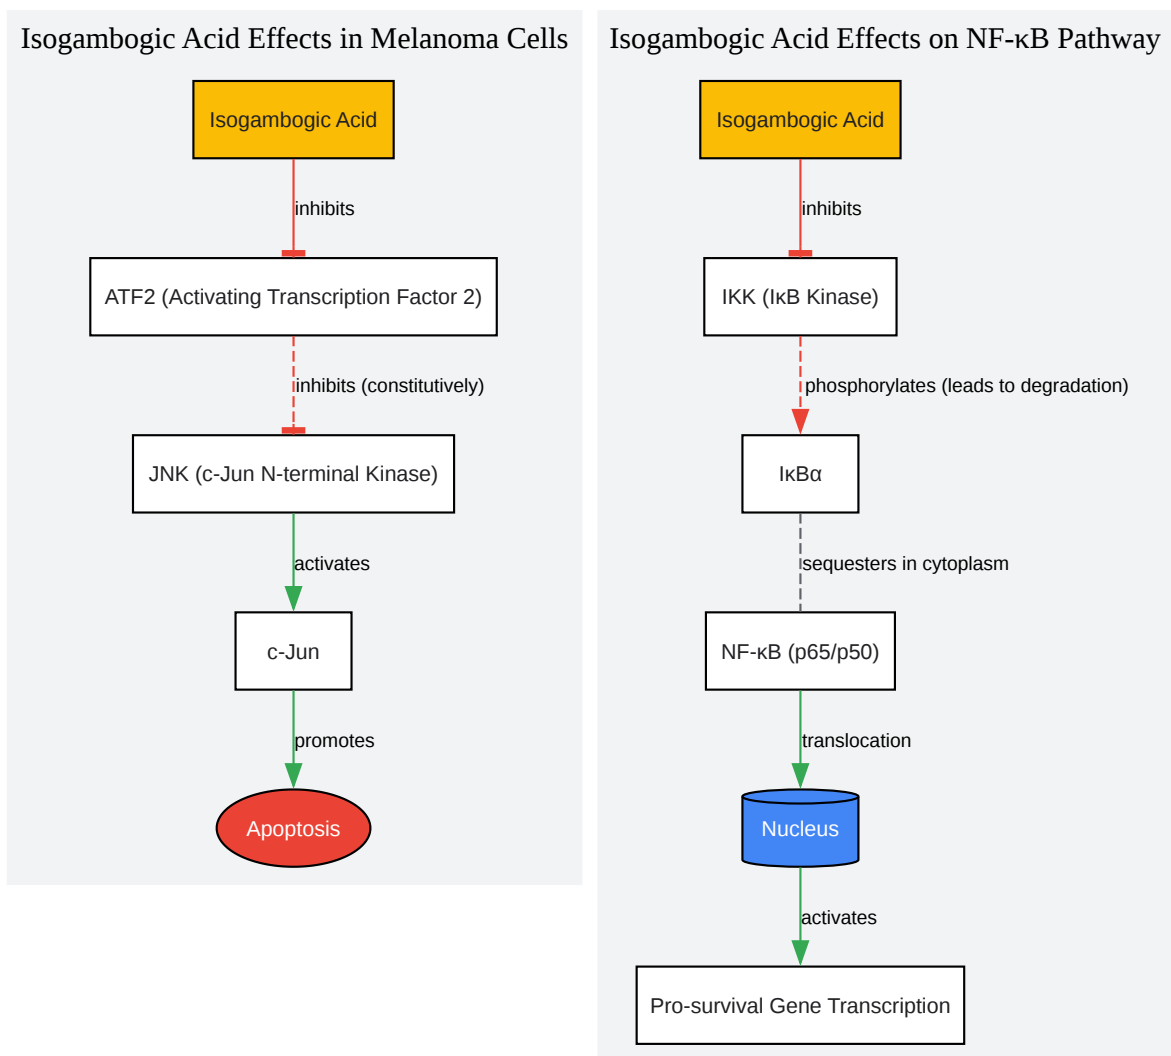 Isogambogic Acid Effects in Melanoma Cells
Isogambogic Acid
inhibits
ATF2 (Activating Transcription Factor 2)
inhibits (constitutively)
JNK (c-Jun N-terminal Kinase)
activates
c-Jun
promotes
Apoptosis
Isogambogic Acid Effects on NF-κB Pathway
Isogambogic Acid
inhibits
IKK (IκB Kinase)
phosphorylates (leads to degradation)
IκBα
sequesters in cytoplasm
NF-κB (p65/p50)
translocation
Nucleus
activates
Pro-survival Gene Transcription